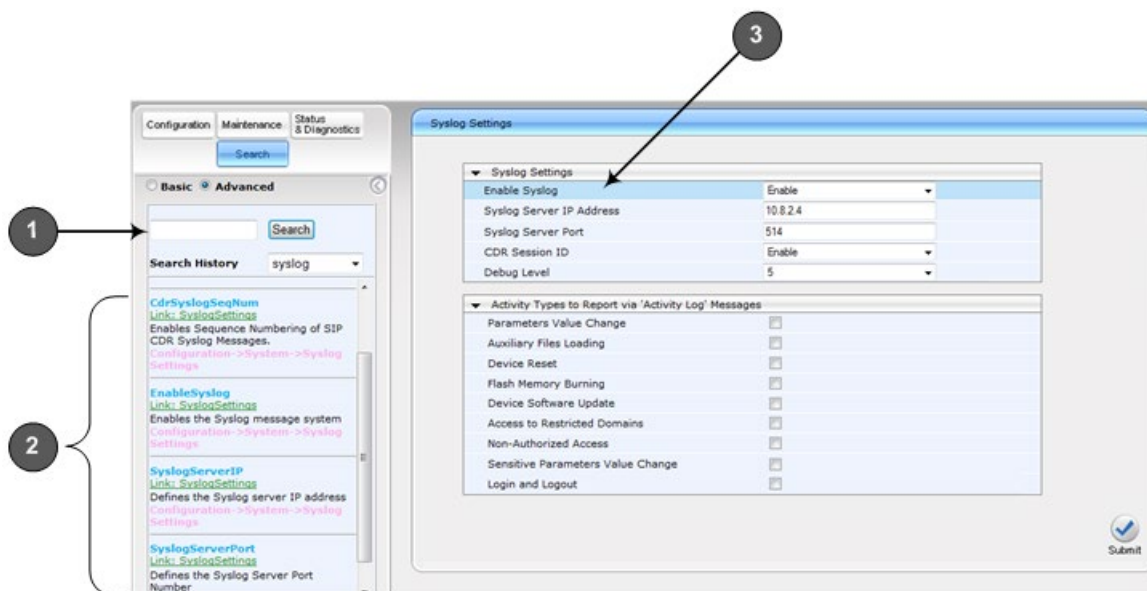 3
Configuration Maintenance Status & Diagnostics
Search
Basic Advanced
1
Search
Search History syslog
2
CdrSyslogSeqNum
Link: SyslogSettings
Enables Sequence Numbering of SIP
CDR Syslog Messages.
Configuration->System->Syslog
Settings
EnableSyslog
Link: SyslogSettings
Enables the Syslog message system
Configuration->System->Syslog
Settings
SyslogServerIP
Link: SyslogSettings
Defines the Syslog server IP address
Configuration->System->Syslog
Settings
SyslogServerPort
Link: SyslogSettings
Defines the Syslog Server Port
Number
Syslog Settings
Syslog Settings
Enable Syslog Enable
Syslog Server IP Address 10.8.2.4
Syslog Server Port 514
CDR Session ID Enable
Debug Level 5
Activity Types to Report via 'Activity Log' Messages
Parameters Value Change
Auxiliary Files Loading
Device Reset
Flash Memory Burning
Device Software Update
Access to Restricted Domains
Non-Authorized Access
Sensitive Parameters Value Change
Login and Logout
Submit